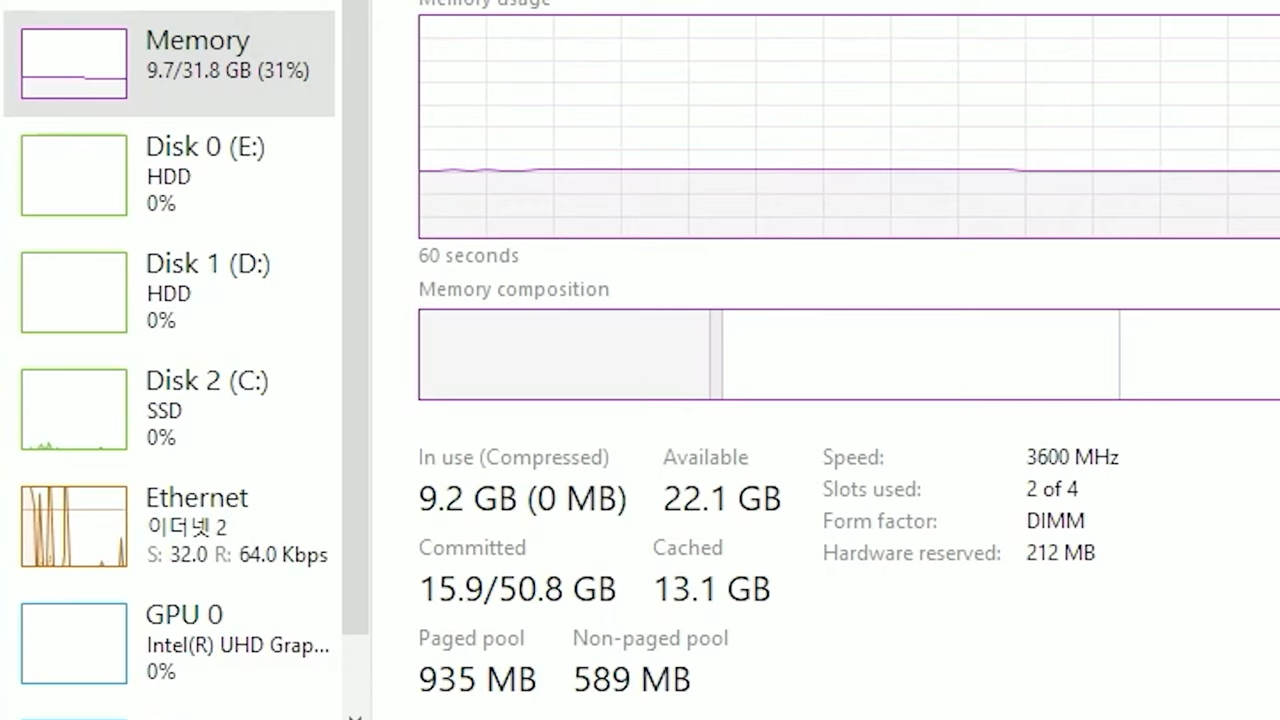 Memory usage
Memory
9.7/31.8 GB (31%)
Disk 0 (E:)
HDD
0%
Disk 1 (D:)
HDD
0%
Disk 2 (C:)
SSD
0%
Ethernet
이더넷 2
S: 32.0 R: 64.0 Kbps
GPU 0
Intel(R) UHD Grap...
0%
60 seconds
Memory composition
In use (Compressed)
9.2 GB (0 MB)
Available
22.1 GB
Committed
15.9/50.8 GB
Cached
13.1 GB
Paged pool
935 MB
Non-paged pool
589 MB
Speed: 3600 MHz
Slots used: 2 of 4
Form factor: DIMM
Hardware reserved: 212 MB